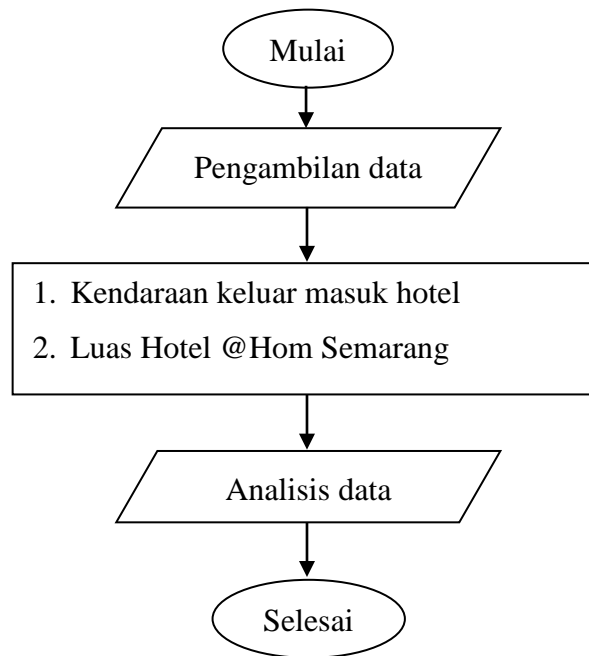 Mulai
Pengambilan data
1. Kendaraan keluar masuk hotel
2. Luas Hotel @Hom Semarang
Analisis data
Selesai